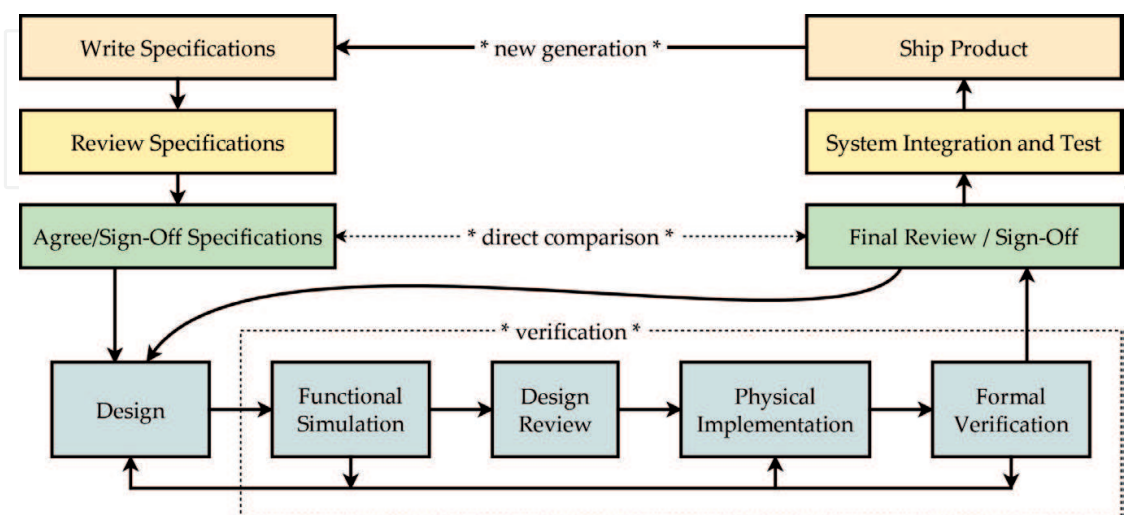 Write Specifications
* new generation *
Ship Product
Review Specifications
System Integration and Test
Agree/Sign-Off Specifications
* direct comparison *
Final Review / Sign-Off
* verification *
Design
Functional
Simulation
Design
Review
Physical
Implementation
Formal
Verification